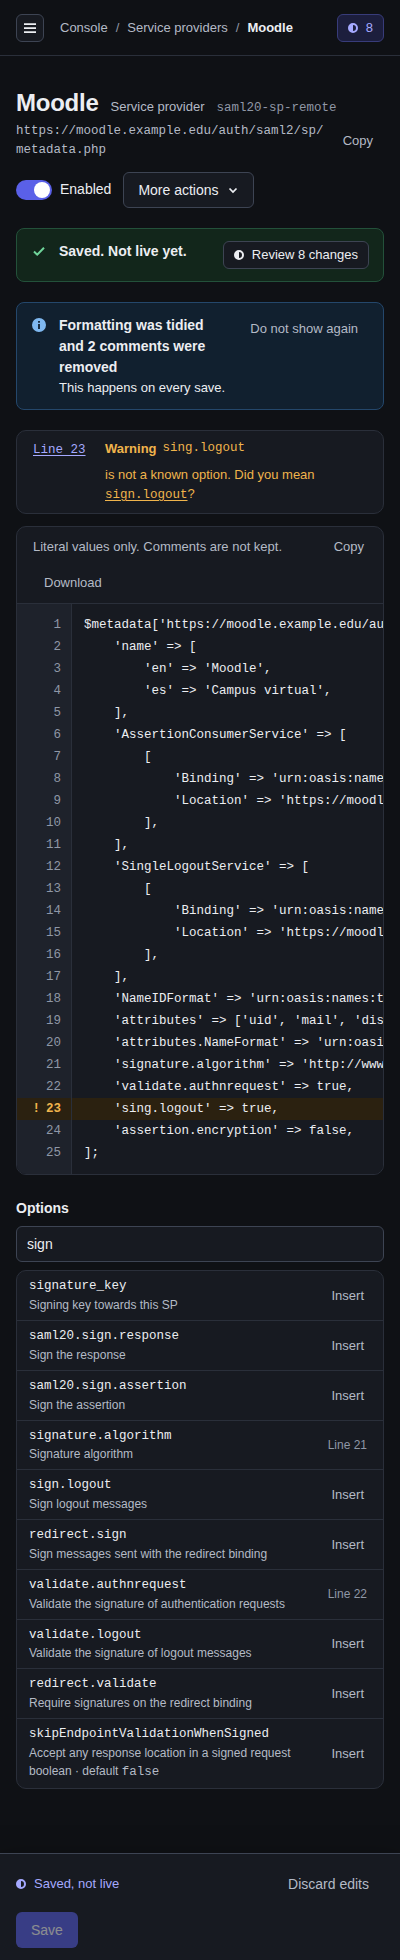 Console / Service providers / Moodle 8
Moodle Service provider saml20-sp-remote
https://moodle.example.edu/auth/saml2/sp/
metadata.php
Copy
Enabled More actions
Saved. Not live yet. Review 8 changes
Formatting was tidied
and 2 comments were
removed
This happens on every save.
Do not show again
Line 23 Warning sing.logout
is not a known option. Did you mean
sign.logout?
Literal values only. Comments are not kept. Copy
Download
1 $metadata['https://moodle.example.edu/au
2 'name' => [
3 'en' => 'Moodle',
4 'es' => 'Campus virtual',
5 ],
6 'AssertionConsumerService' => [
7 [
8 'Binding' => 'urn:oasis:name
9 'Location' => 'https://moodl
10 ],
11 ],
12 'SingleLogoutService' => [
13 [
14 'Binding' => 'urn:oasis:name
15 'Location' => 'https://moodl
16 ],
17 ],
18 'NameIDFormat' => 'urn:oasis:names:t
19 'attributes' => ['uid', 'mail', 'dis
20 'attributes.NameFormat' => 'urn:oasi
21 'signature.algorithm' => 'http://www
22 'validate.authnrequest' => true,
! 23 'sing.logout' => true,
24 'assertion.encryption' => false,
25 ];
Options
sign
signature_key
Signing key towards this SP
Insert
saml20.sign.response
Sign the response
Insert
saml20.sign.assertion
Sign the assertion
Insert
signature.algorithm
Signature algorithm
Line 21
sign.logout
Sign logout messages
Insert
redirect.sign
Sign messages sent with the redirect binding
Insert
validate.authnrequest
Validate the signature of authentication requests
Line 22
validate.logout
Validate the signature of logout messages
Insert
redirect.validate
Require signatures on the redirect binding
Insert
skipEndpointValidationWhenSigned
Accept any response location in a signed request
boolean · default false
Insert
Saved, not live Discard edits
Save